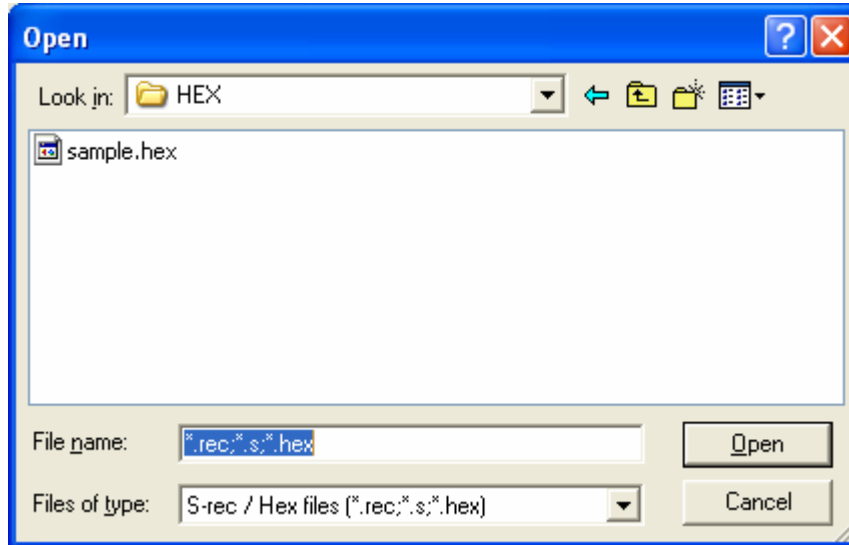 Open
Look in: HEX
sample.hex
File name: *.rec;*.s;*.hex Open
Files of type: S-rec / Hex files (*.rec;*.s;*.hex) Cancel